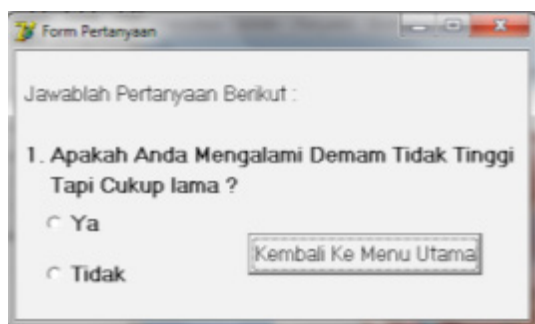 Form Pertanyaan
Jawablah Pertanyaan Berikut :
1. Apakah Anda Mengalami Demam Tidak Tinggi
Tapi Cukup lama ?
Ya
Kembali Ke Menu Utama
Tidak